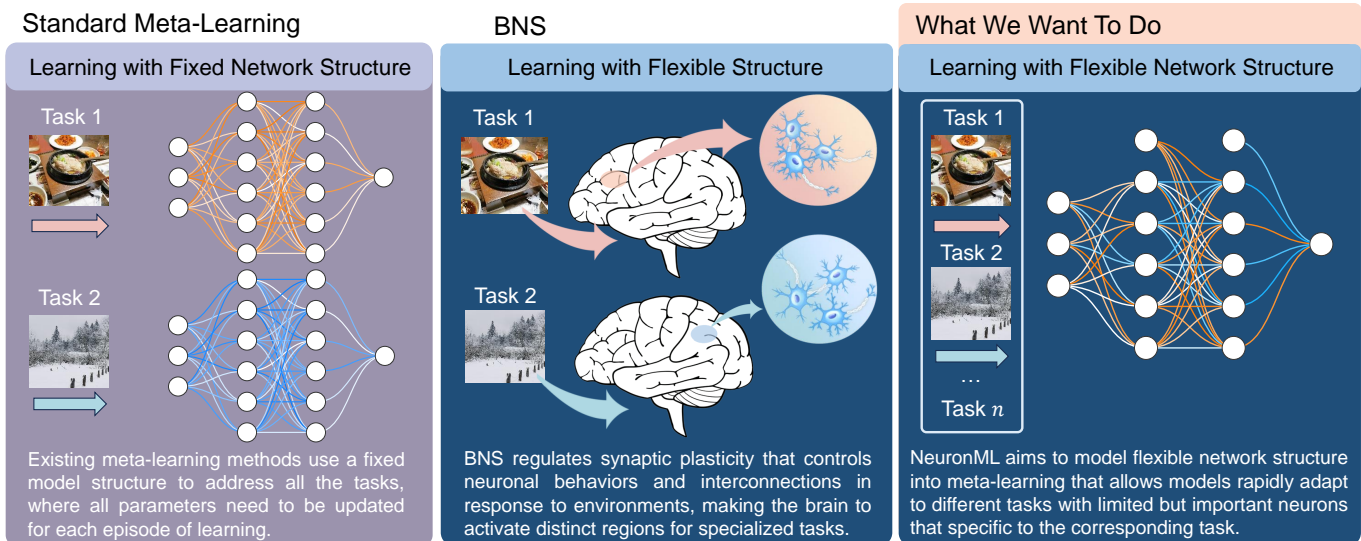 Standard Meta-Learning
Learning with Fixed Network Structure
Task 1
Task 2
Existing meta-learning methods use a fixed
model structure to address all the tasks,
where all parameters need to be updated
for each episode of learning.
BNS
Learning with Flexible Structure
Task 1
Task 2
BNS regulates synaptic plasticity that controls
neuronal behaviors and interconnections in
response to environments, making the brain to
activate distinct regions for specialized tasks.
What We Want To Do
Learning with Flexible Network Structure
Task 1
Task 2
...
Task n
NeuronML aims to model flexible network structure
into meta-learning that allows models rapidly adapt
to different tasks with limited but important neurons
that specific to the corresponding task.